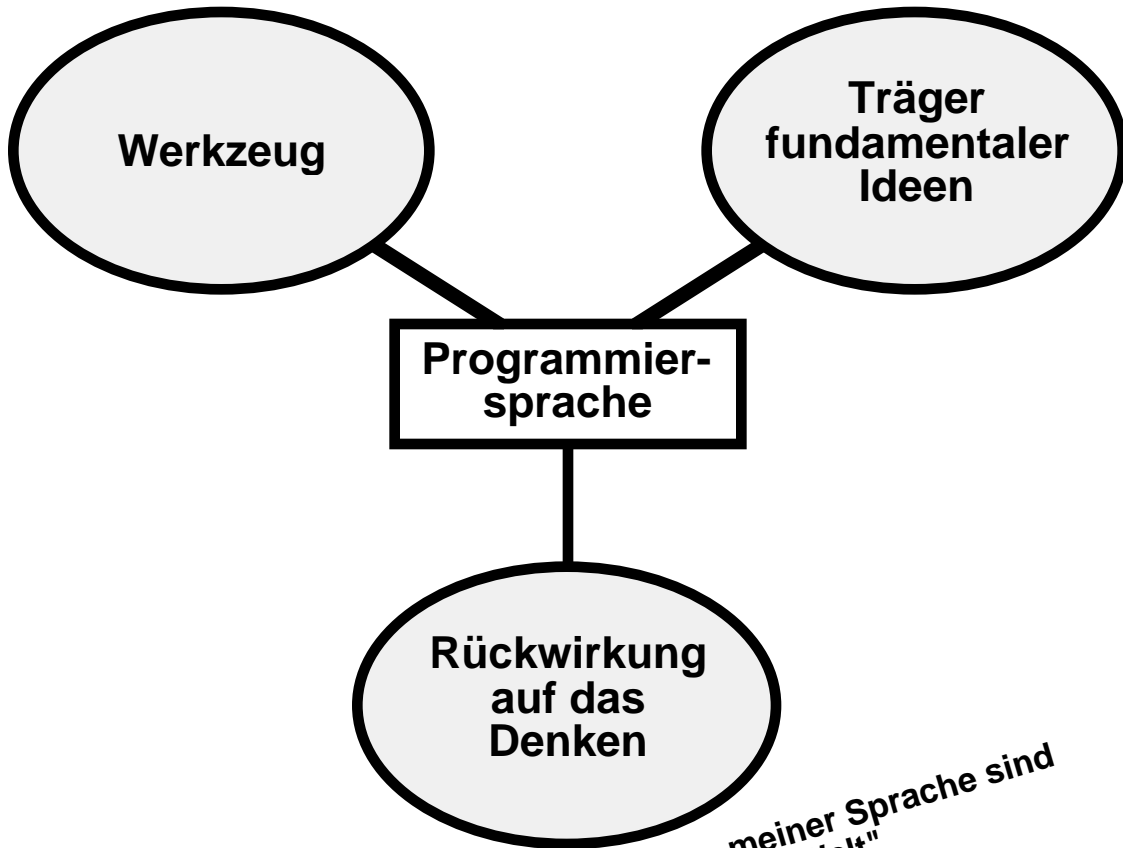 Werkzeug
Träger
fundamentaler
Ideen
Programmier-
sprache
Rückwirkung
auf das
Denken
meiner Sprache sind